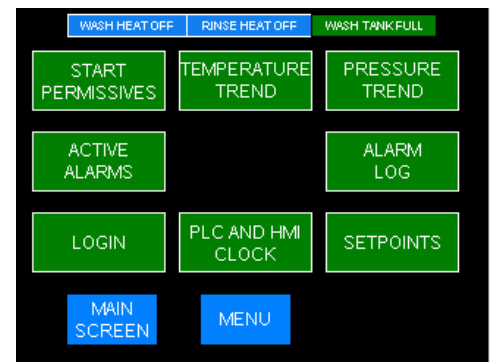 WASH HEAT OFF RINSE HEAT OFF WASH TANK FULL
START PERMISSIVES
TEMPERATURE TREND
PRESSURE TREND
ACTIVE ALARMS
ALARM LOG
LOGIN
PLC AND HMI CLOCK
SETPOINTS
MAIN SCREEN
MENU